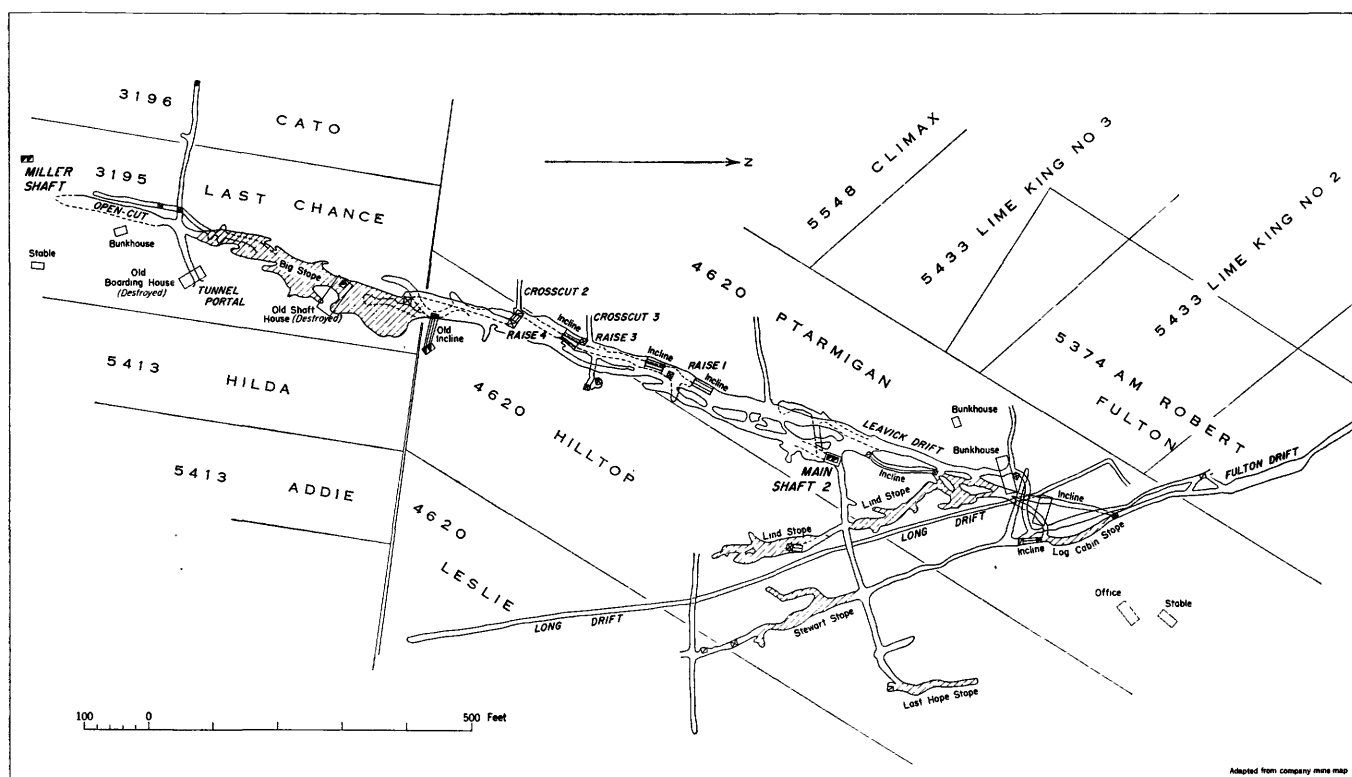 3196
CATO
3195
LAST CHANCE
MILLER
SHAFT
OPEN-CUT
Bunkhouse
Stable
Old
Boarding House
(Destroyed)
TUNNEL
PORTAL
Big Stope
Old Shaft
House (Destroyed)
Old
Incline
5413
HILDA
5413
ADDIE
4620
HILLTOP
4620
LESLIE
Z
CROSSCUT 2
RAISE 4
Incline
CROSSCUT 3
RAISE 3
Incline
RAISE 1
Incline
4620
PTARMIGAN
5548 CLIMAX
5433 LIME KING NO 3
5433 LIME KING NO 2
5374 AM ROBERT
FULTON
LEAVICK DRIFT
Bunkhouse
Bunkhouse
FULTON DRIFT
MAIN
SHAFT 2
Incline
Incline
Lind Stope
Lind Stope
LONG DRIFT
Incline
Log Cabin Stope
LONG DRIFT
Stewart Stope
Office
Stable
Last Hope Stope
100 0 500 Feet
Adapted from company mine map